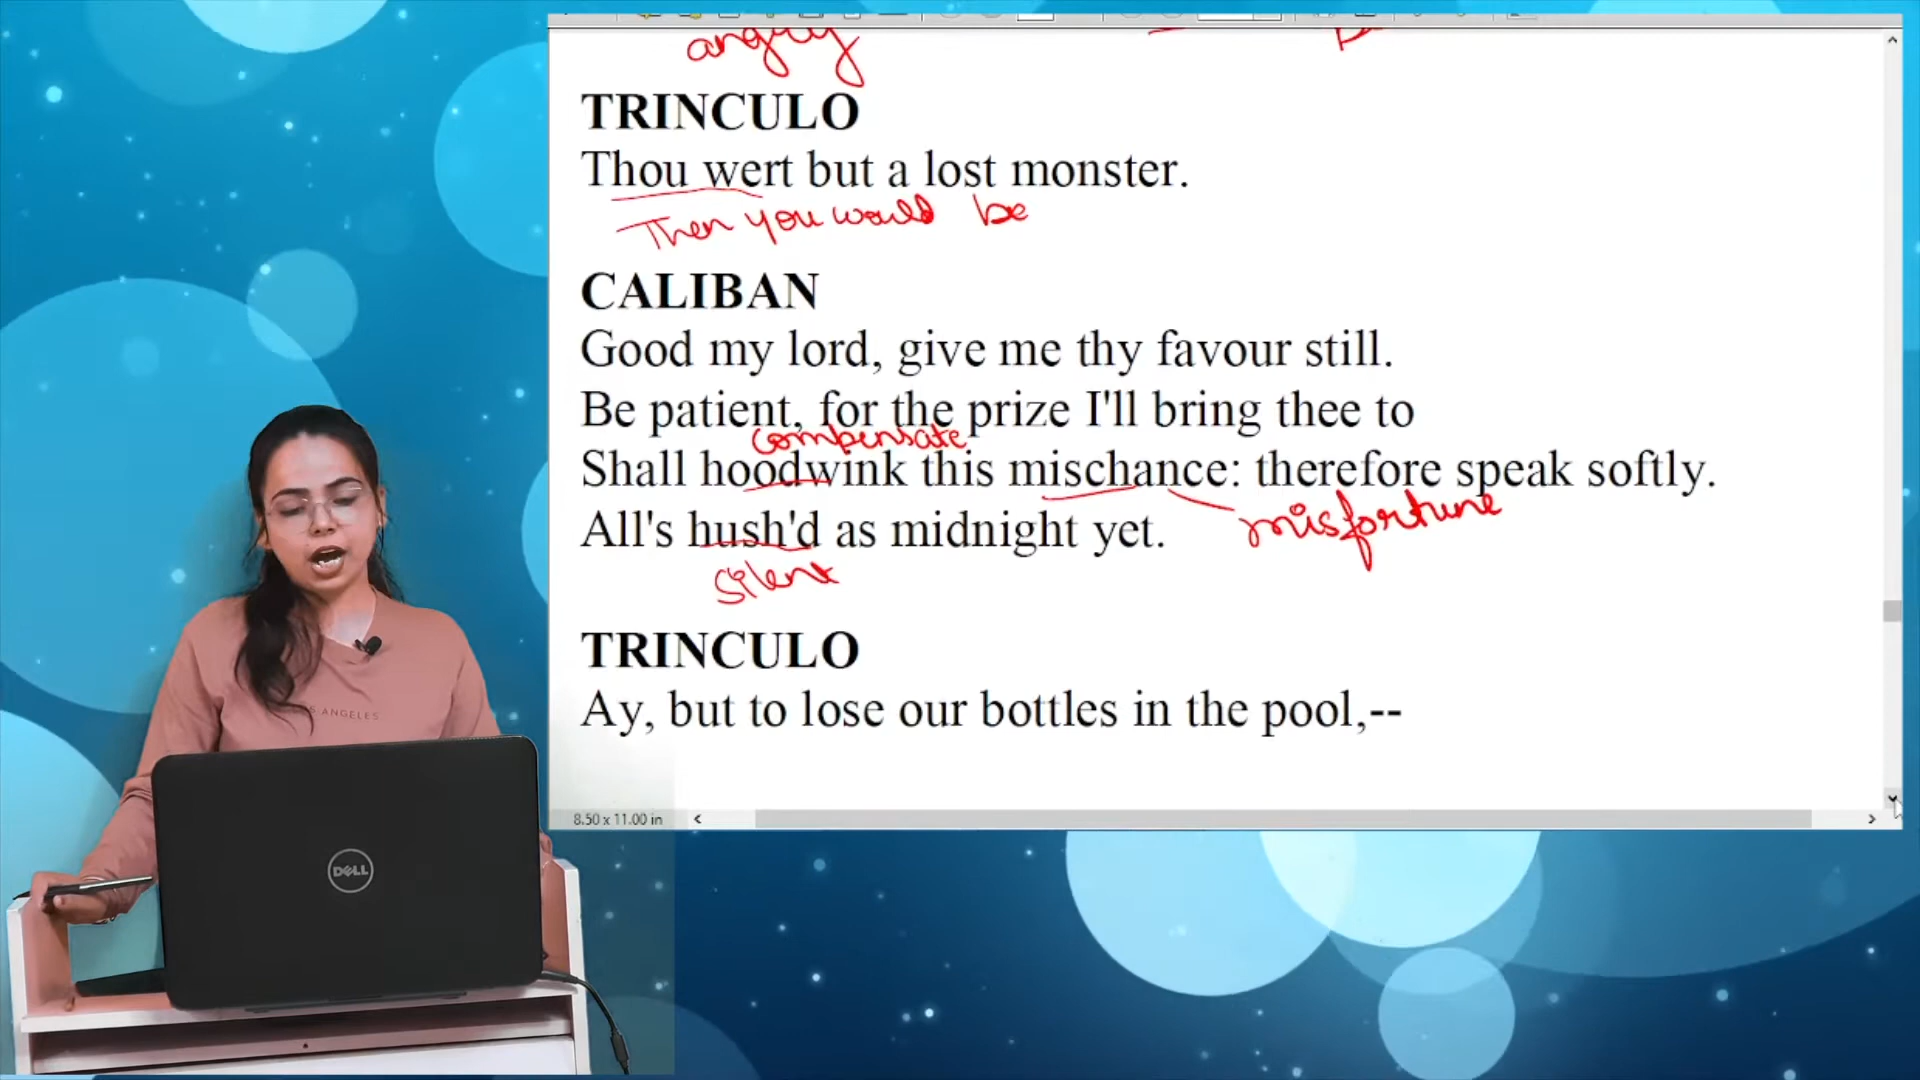 angry
TRINCULO
Thou wert but a lost monster.
Then you would be
CALIBAN
Good my lord, give me thy favour still.
Be patient, for the prize I'll bring thee to
compensate
Shall hoodwink this mischance: therefore speak softly.
misfortune
All's hush'd as midnight yet.
silent
TRINCULO
Ay, but to lose our bottles in the pool,--
8.50 x 11.00 in
ANGELES
DELL